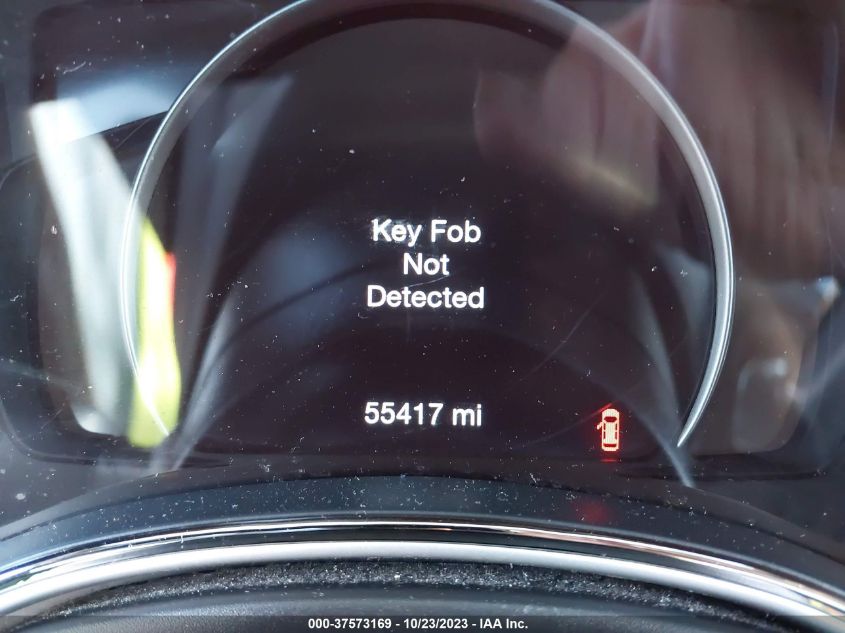 Key Fob
Not
Detected
55417 mi
000-37573169 - 10/23/2023 - IAA Inc.